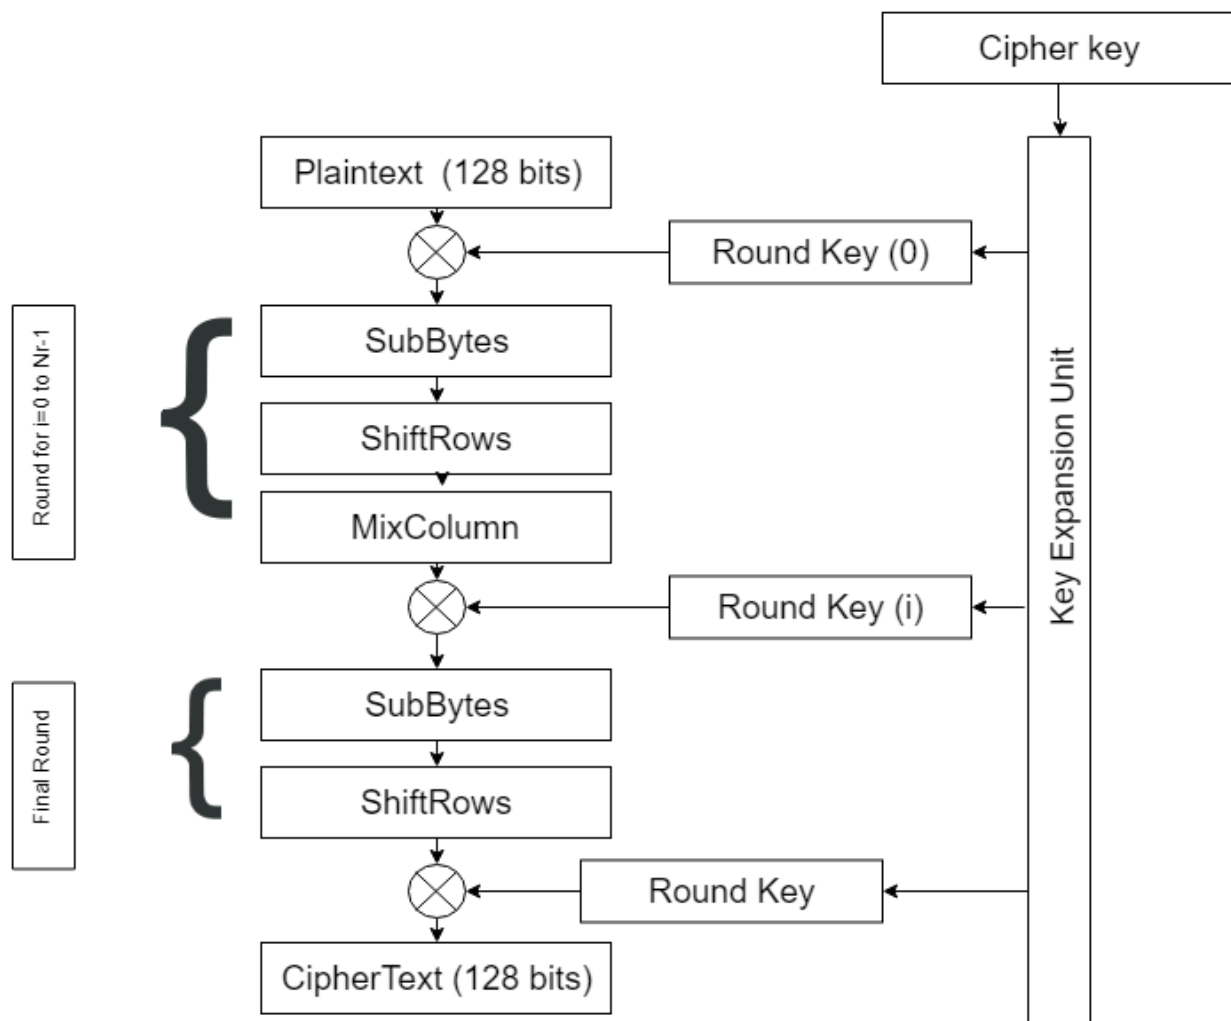 Cipher key
Plaintext  (128 bits)
Round Key (0)
SubBytes
ShiftRows
MixColumn
Round for i=0 to Nr-1
Key Expansion Unit
Round Key (i)
SubBytes
ShiftRows
Final Round
Round Key
CipherText (128 bits)